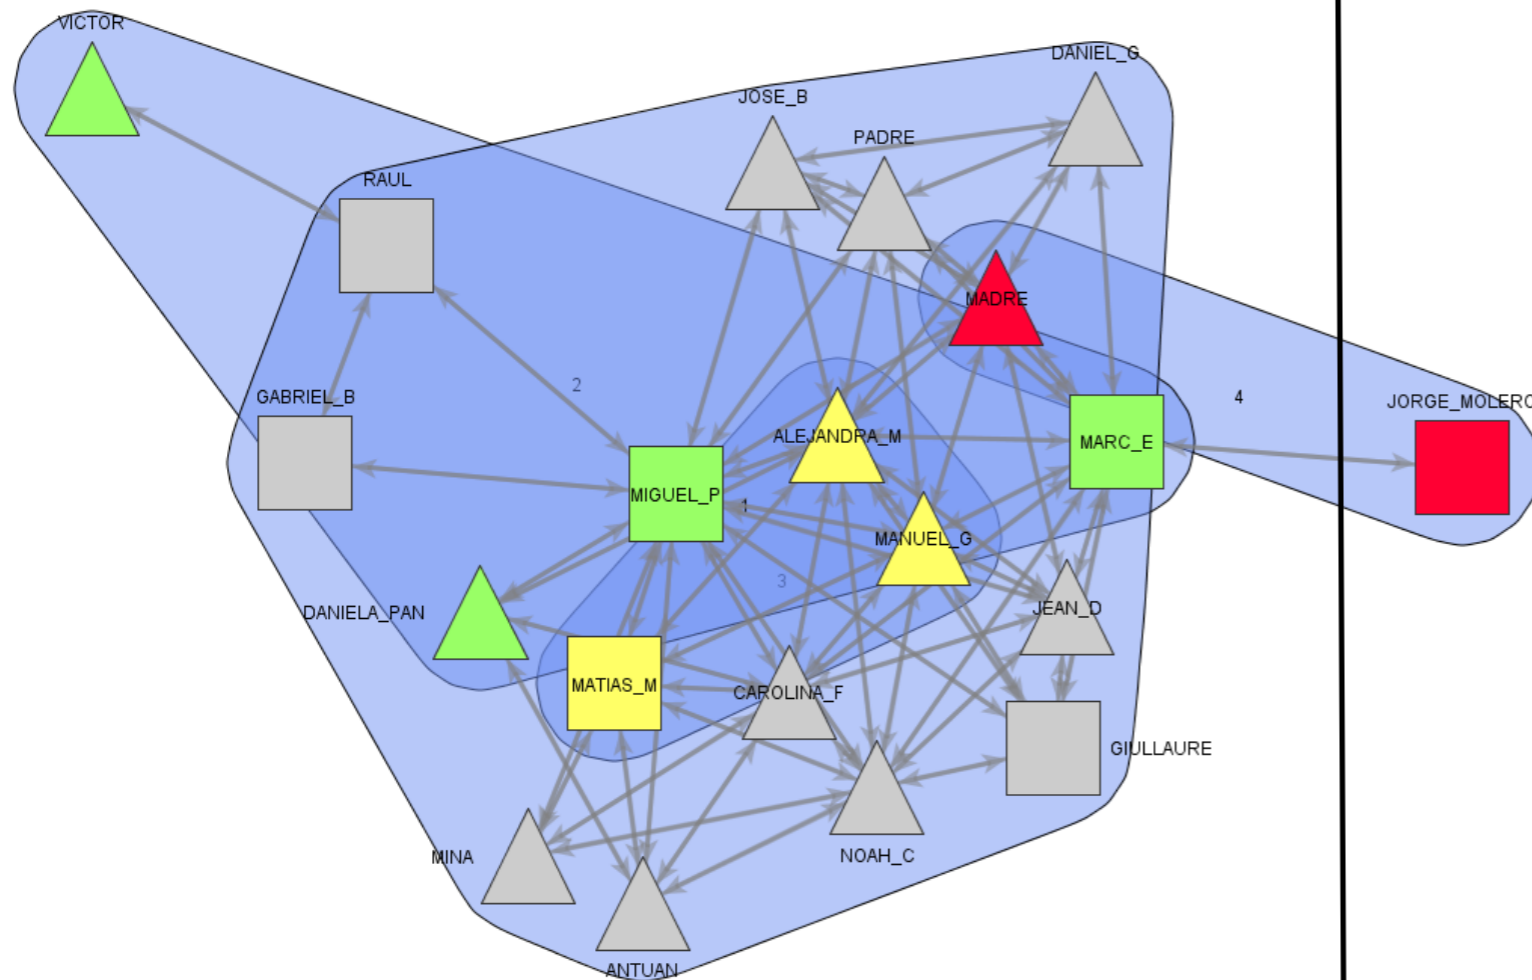 VICTOR
DANIEL_G
JOSE_B
PADRE
RAUL
MADRE
2
GABRIEL_B
4
JORGE_MOLERO
ALEJANDRA_M
MARC_E
MIGUEL_P
1
MANUEL_G
3
DANIELA_PAN
JEAN_D
MATIAS_M
CAROLINA_F
GIULLAURE
MINA
NOAH_C
ANTUAN